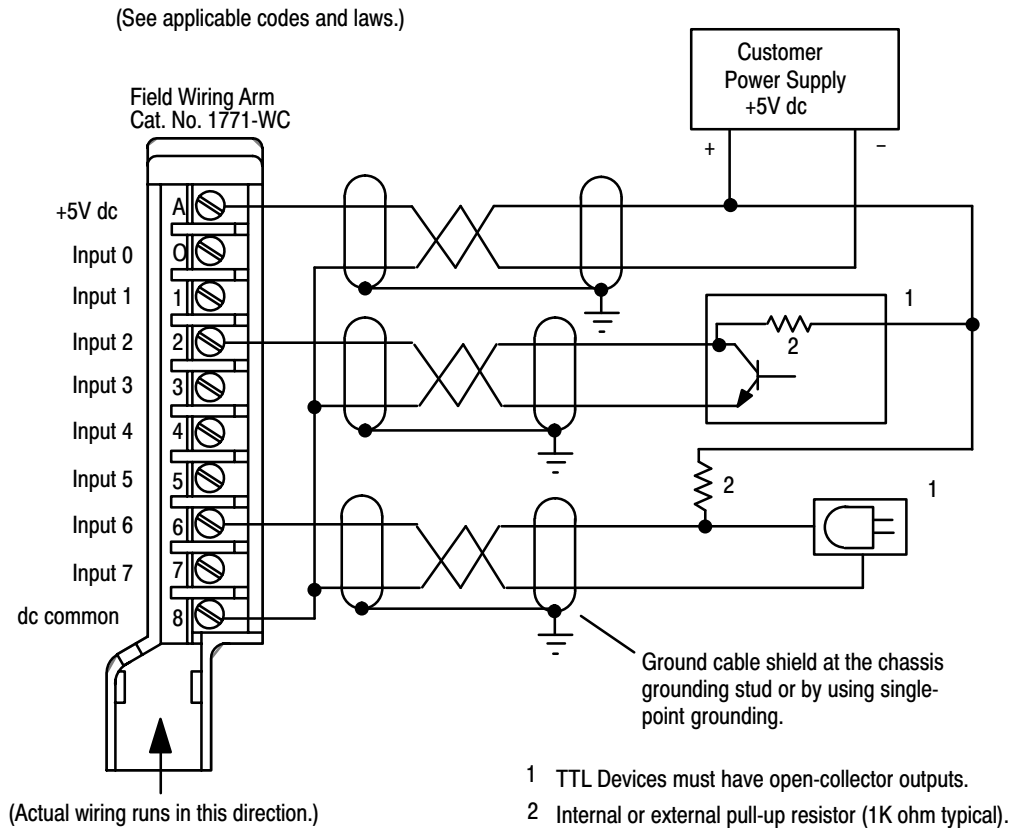 (See applicable codes and laws.)
Customer
Power Supply
+5V dc
+ –
Field Wiring Arm
Cat. No. 1771-WC
+5V dc A
Input 0 O
Input 1 1
Input 2 2
Input 3 3
Input 4 4
Input 5 5
Input 6 6
Input 7 7
dc common 8
1
2
2
1
Ground cable shield at the chassis
grounding stud or by using single-
point grounding.
1 TTL Devices must have open-collector outputs.
(Actual wiring runs in this direction.)
2 Internal or external pull-up resistor (1K ohm typical).